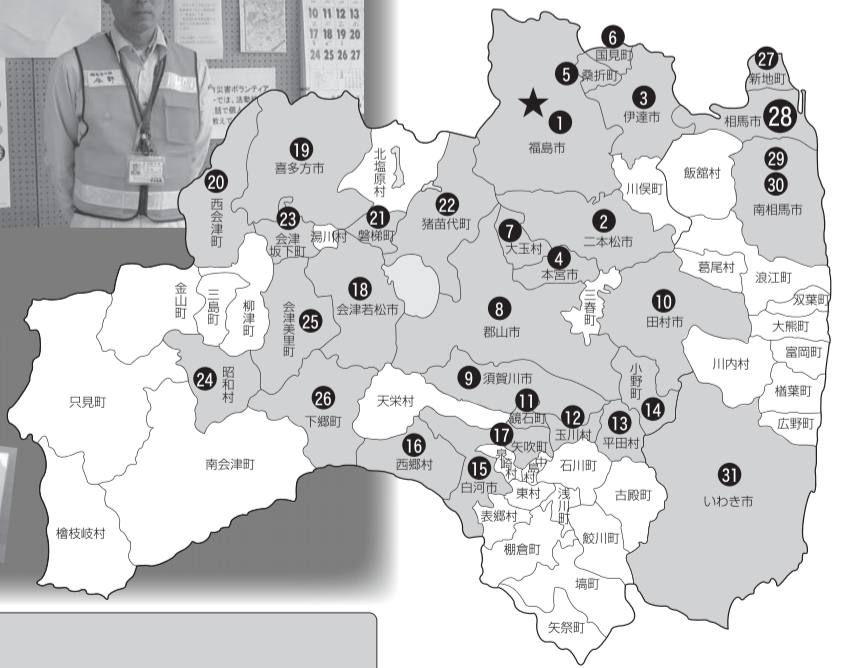 10 11 12 13
17 18 19 20
24 25 26 27
31
災害ボランティア
6
国見町
5
桑折町
★
1
福島市
3
伊達市
27
新地町
相馬市
28
29
30
南相馬市
飯舘村
川俣町
19
喜多方市
北塩原村
20
西会津町
23
会津坂下町
湯川村
21
磐梯町
22
猪苗代町
7
大玉村
2
二本松市
4
本宮市
葛尾村
浪江町
双葉町
大熊町
富岡町
楢葉町
広野町
川内村
金山町
三島町
柳津町
18
会津若松市
会津美里町
25
8
郡山市
三春町
10
田村市
小野町
14
只見町
24
昭和村
26
下郷町
天栄村
9
須賀川市
11
鏡石町
12
玉川村
13
平田村
17
矢吹町
泉崎村
中島村
石川町
16
西郷村
15
白河市
東村
浅川町
古殿町
表郷村
鮫川村
棚倉町
塙町
矢祭町
31
いわき市
南会津町
檜枝岐村